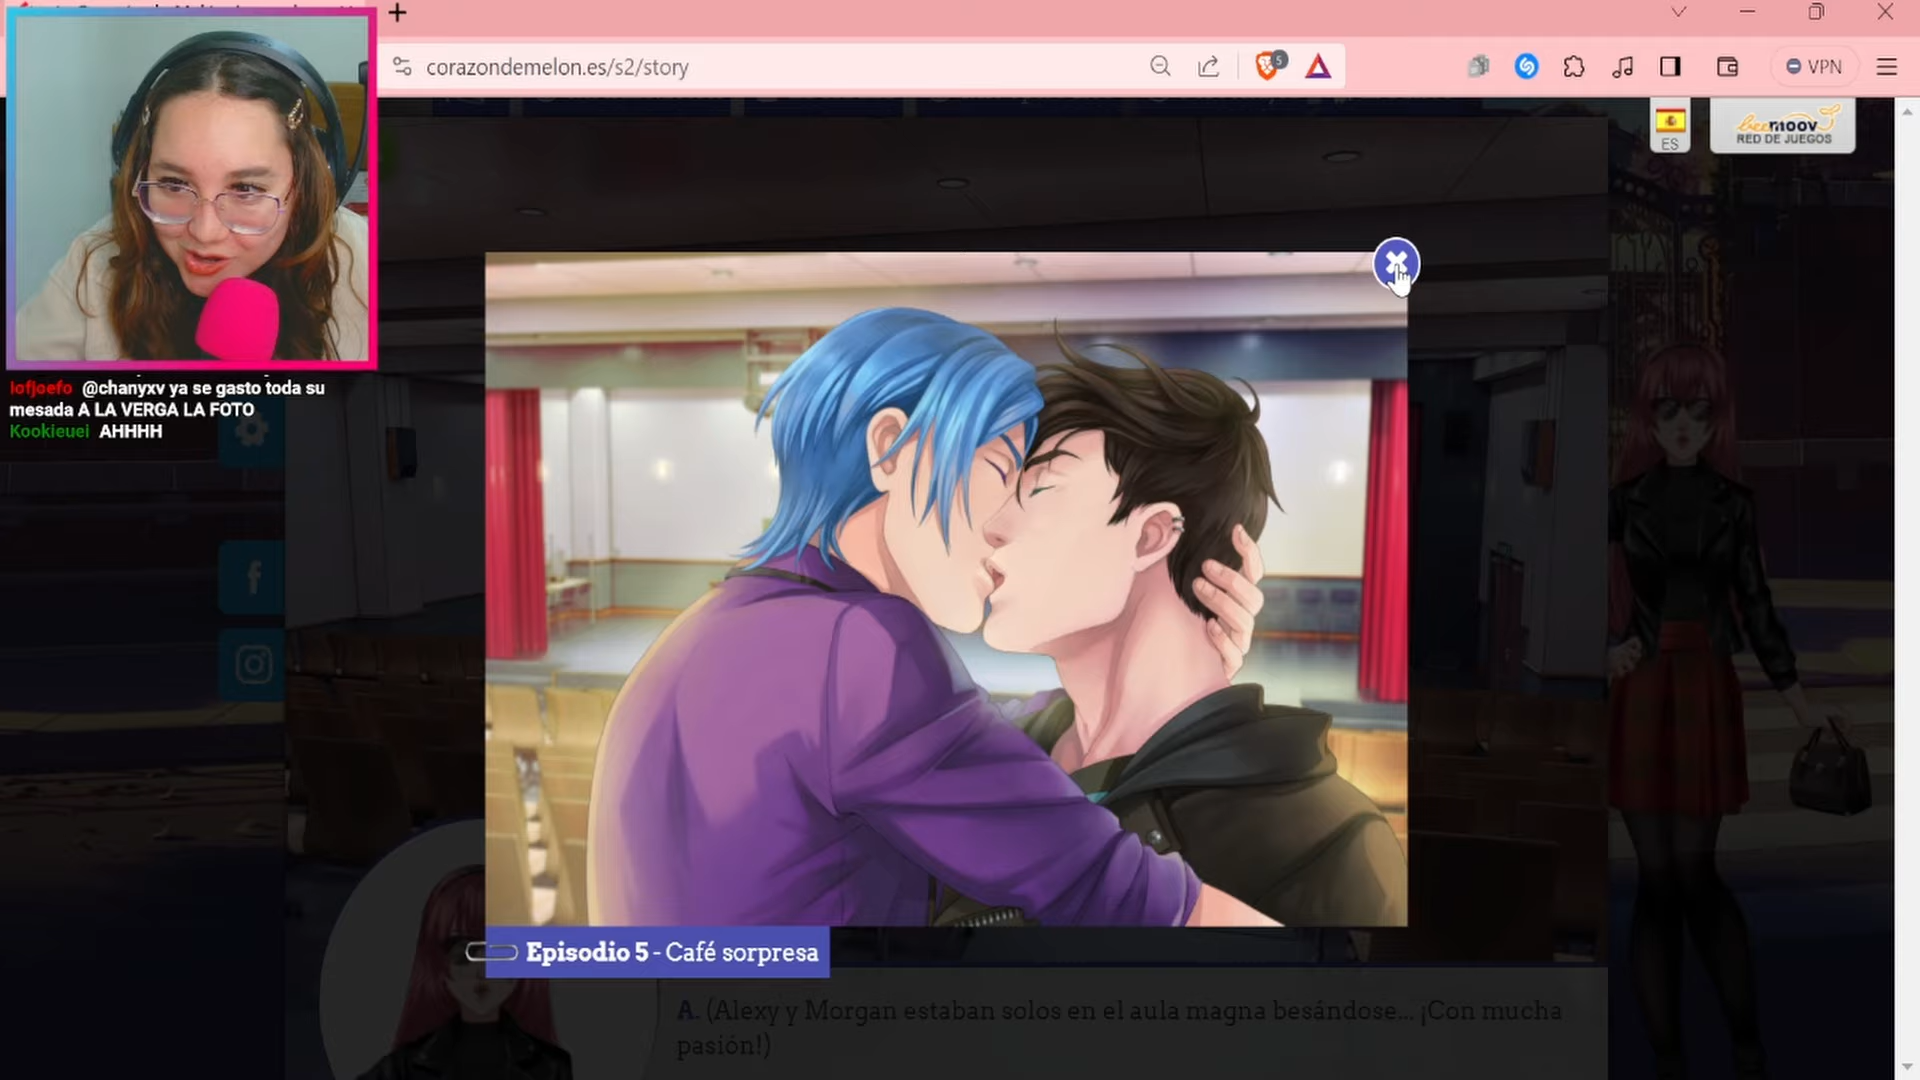 corazondemelon.es/s2/story
5
VPN
ES
beemoov
RED DE JUEGOS
lofjoefo @chanyxv ya se gasto toda su
mesada A LA VERGA LA FOTO
Kookieuei AHHHH
Episodio 5 - Café sorpresa
A. (Alexy y Morgan estaban solos en el aula magna besándose... ¡Con mucha
pasión!)